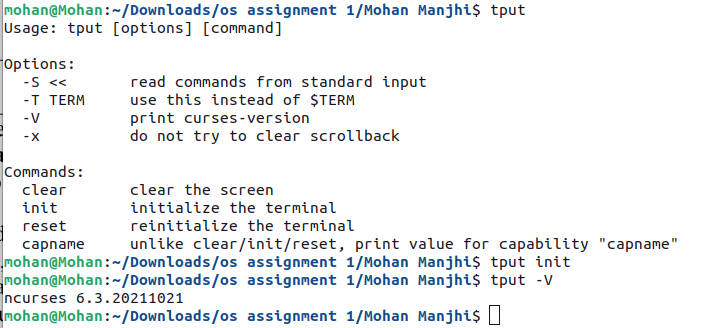 mohan@Mohan:~/Downloads/os assignment 1/Mohan Manjhi$ tput
Usage: tput [options] [command]
Options:
  -S <<       read commands from standard input
  -T TERM     use this instead of $TERM
  -V          print curses-version
  -x          do not try to clear scrollback
Commands:
  clear       clear the screen
  init        initialize the terminal
  reset       reinitialize the terminal
  capname     unlike clear/init/reset, print value for capability "capname"
mohan@Mohan:~/Downloads/os assignment 1/Mohan Manjhi$ tput init
mohan@Mohan:~/Downloads/os assignment 1/Mohan Manjhi$ tput -V
ncurses 6.3.20211021
mohan@Mohan:~/Downloads/os assignment 1/Mohan Manjhi$